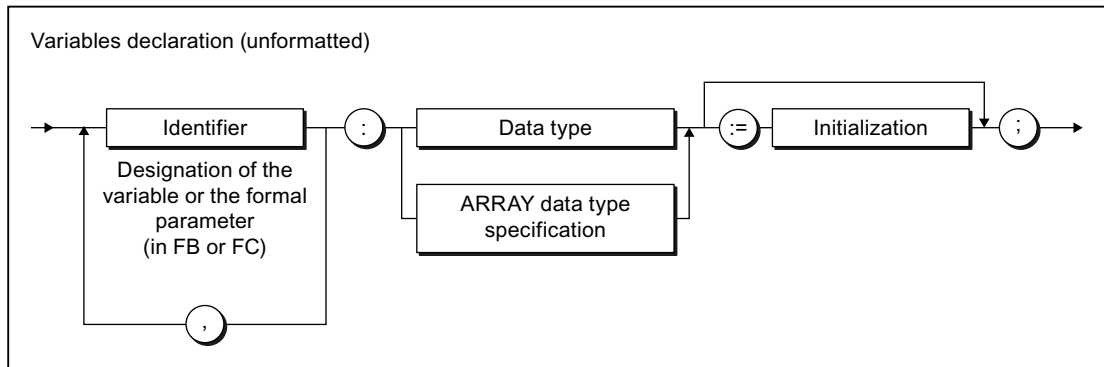 Variables declaration (unformatted)
Identifier
:
Data type
:=
Initialization
;
Designation of the
variable or the formal
parameter
(in FB or FC)
ARRAY data type
specification
,